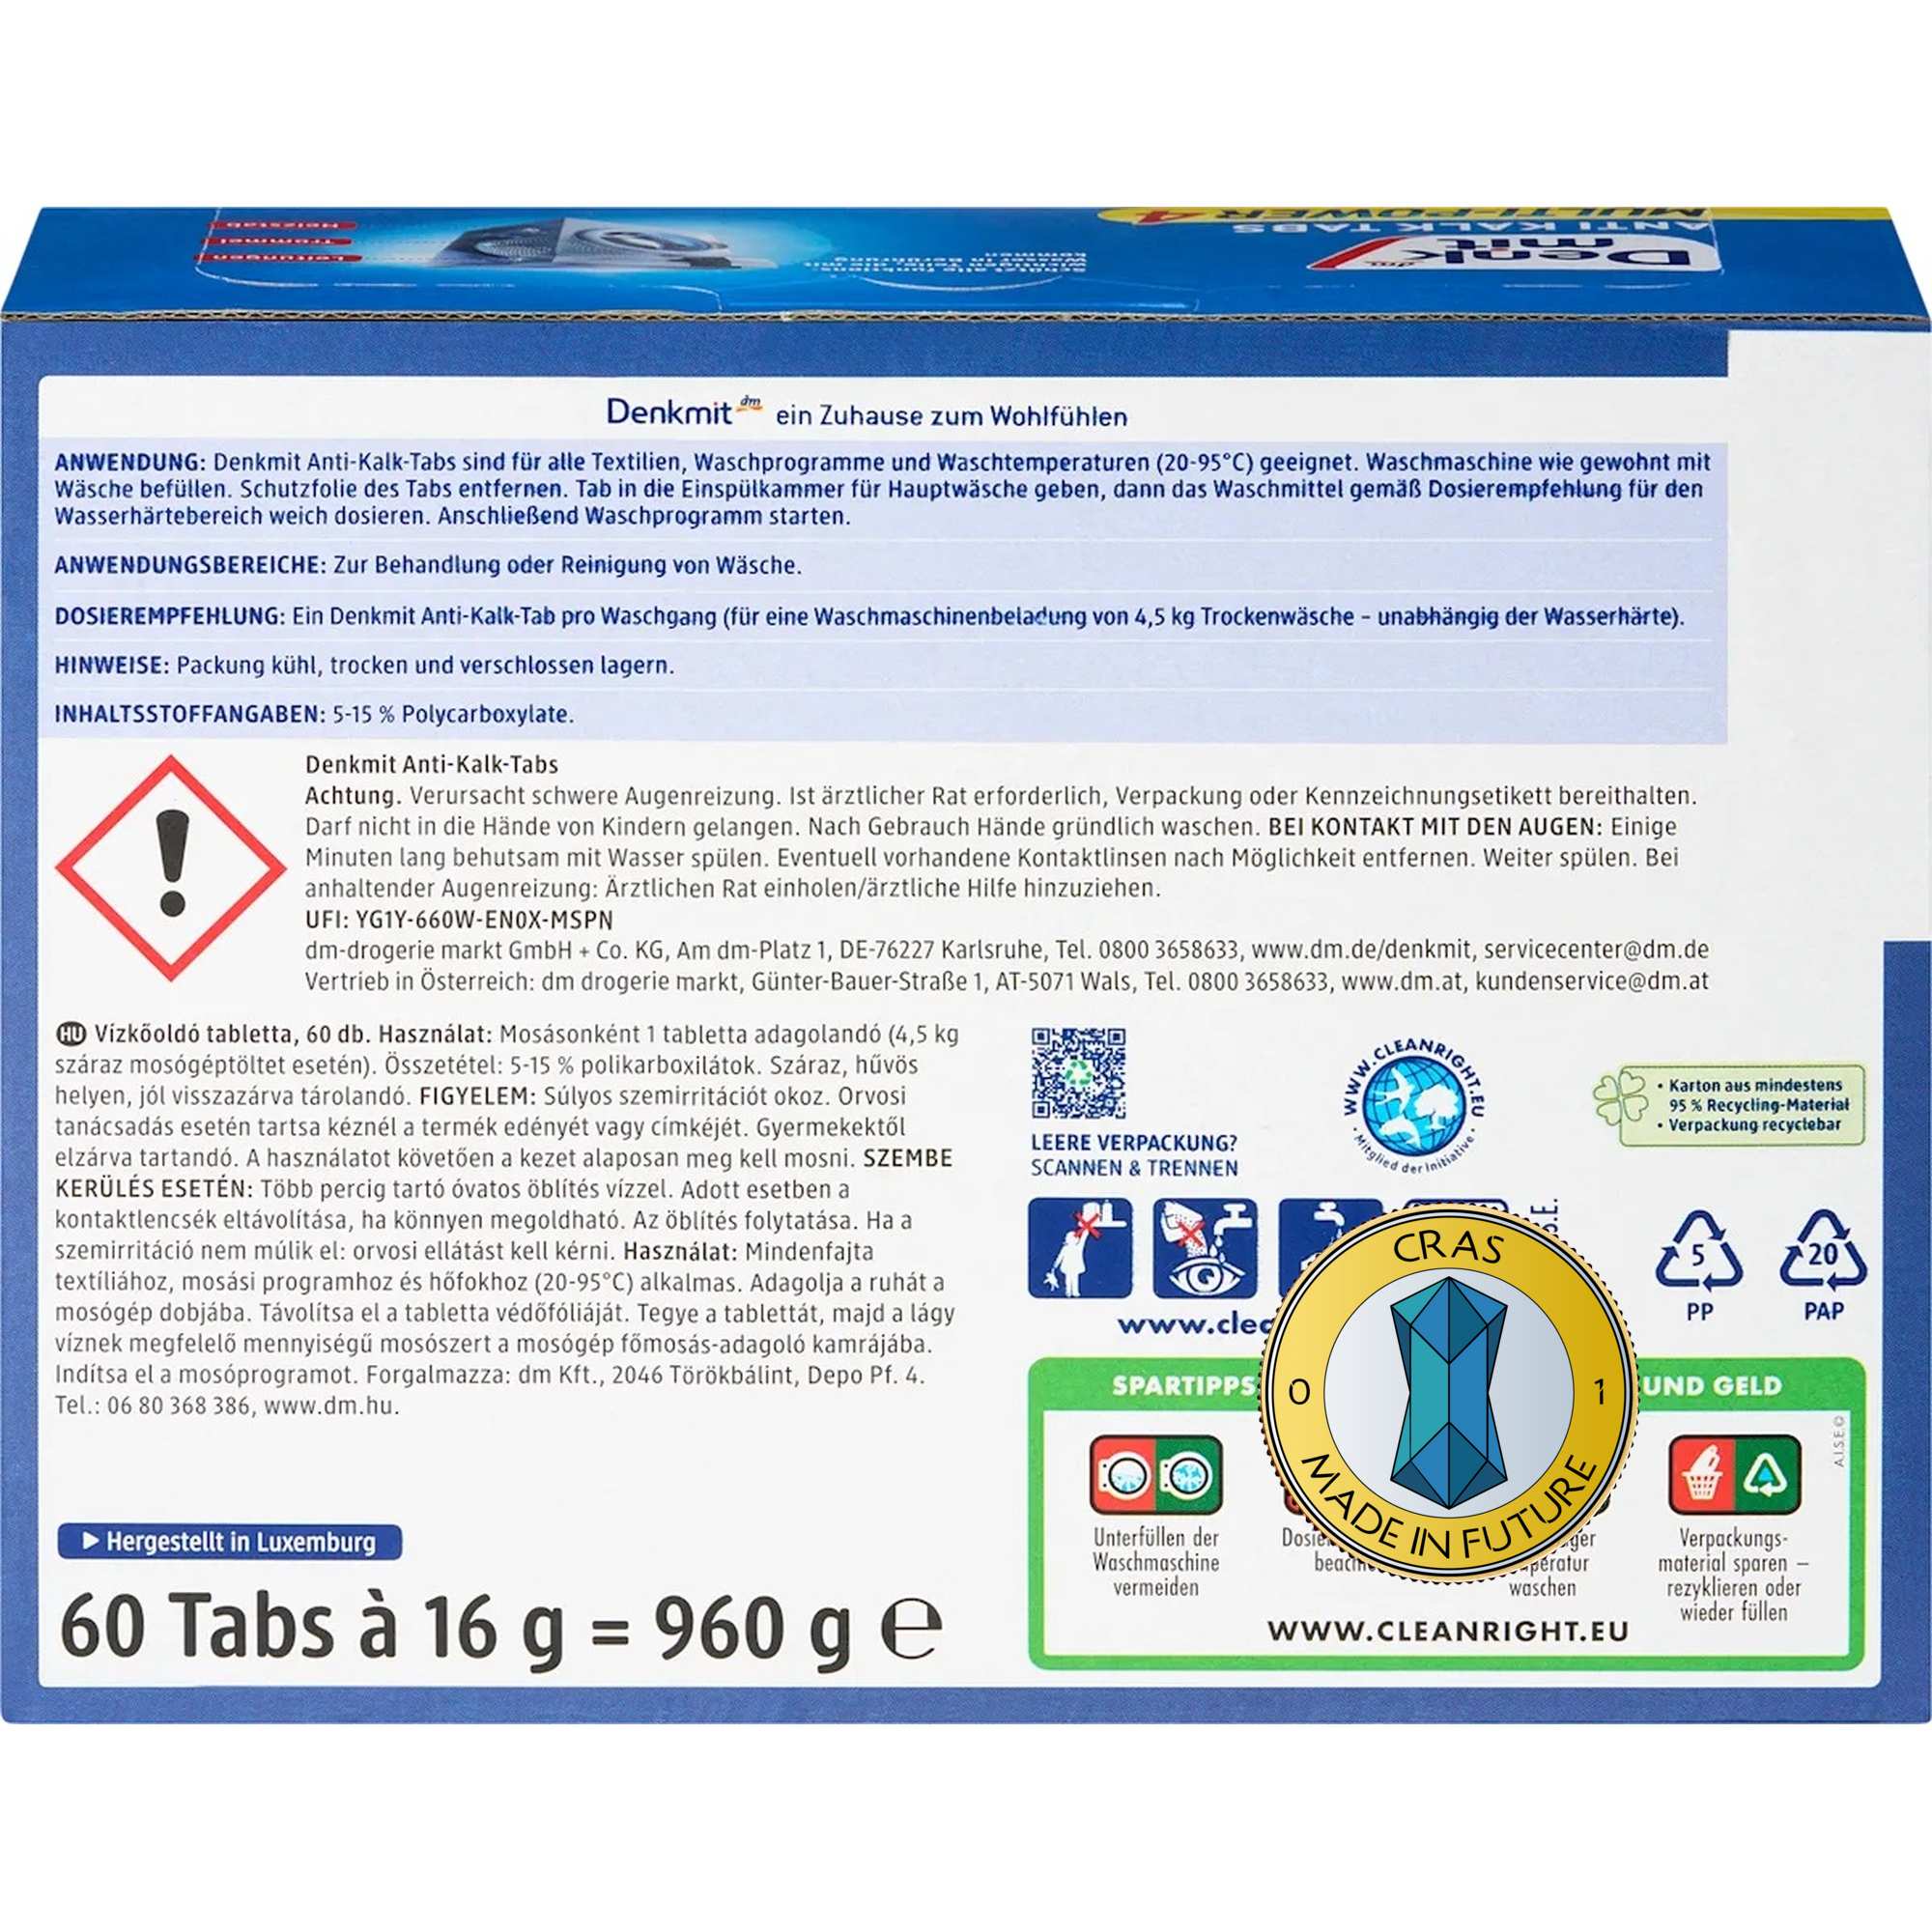 Heizstab
Trommel
Leitungen
MULTI-POWER 4
ANTI KALK TABS
Denk
mit
dm
Denkmit dm ein Zuhause zum Wohlfühlen
ANWENDUNG: Denkmit Anti-Kalk-Tabs sind für alle Textilien, Waschprogramme und Waschtemperaturen (20-95°C) geeignet. Waschmaschine wie gewohnt mit
Wäsche befüllen. Schutzfolie des Tabs entfernen. Tab in die Einspülkammer für Hauptwäsche geben, dann das Waschmittel gemäß Dosierempfehlung für den
Wasserhärtebereich weich dosieren. Anschließend Waschprogramm starten.
ANWENDUNGSBEREICHE: Zur Behandlung oder Reinigung von Wäsche.
DOSIEREMPFEHLUNG: Ein Denkmit Anti-Kalk-Tab pro Waschgang (für eine Waschmaschinenbeladung von 4,5 kg Trockenwäsche – unabhängig der Wasserhärte).
HINWEISE: Packung kühl, trocken und verschlossen lagern.
INHALTSSTOFFANGABEN: 5-15 % Polycarboxylate.
Denkmit Anti-Kalk-Tabs
Achtung. Verursacht schwere Augenreizung. Ist ärztlicher Rat erforderlich, Verpackung oder Kennzeichnungsetikett bereithalten.
Darf nicht in die Hände von Kindern gelangen. Nach Gebrauch Hände gründlich waschen. BEI KONTAKT MIT DEN AUGEN: Einige
Minuten lang behutsam mit Wasser spülen. Eventuell vorhandene Kontaktlinsen nach Möglichkeit entfernen. Weiter spülen. Bei
anhaltender Augenreizung: Ärztlichen Rat einholen/ärztliche Hilfe hinzuziehen.
UFI: YG1Y-660W-EN0X-MSPN
dm-drogerie markt GmbH + Co. KG, Am dm-Platz 1, DE-76227 Karlsruhe, Tel. 0800 3658633, www.dm.de/denkmit, servicecenter@dm.de
Vertrieb in Österreich: dm drogerie markt, Günter-Bauer-Straße 1, AT-5071 Wals, Tel. 0800 3658633, www.dm.at, kundenservice@dm.at
HU Vízkőoldó tabletta, 60 db. Használat: Mosásonként 1 tabletta adagolandó (4,5 kg
száraz mosógéptöltet esetén). Összetétel: 5-15 % polikarboxilátok. Száraz, hűvös
helyen, jól visszazárva tárolandó. FIGYELEM: Súlyos szemirritációt okoz. Orvosi
tanácsadás esetén tartsa kéznél a termék edényét vagy címkéjét. Gyermekektől
elzárva tartandó. A használatot követően a kezet alaposan meg kell mosni. SZEMBE
KERÜLÉS ESETÉN: Több percig tartó óvatos öblítés vízzel. Adott esetben a
kontaktlencsék eltávolítása, ha könnyen megoldható. Az öblítés folytatása. Ha a
szemirritáció nem múlik el: orvosi ellátást kell kérni. Használat: Mindenfajta
textíliához, mosási programhoz és hőfokhoz (20-95°C) alkalmas. Adagolja a ruhát a
mosógép dobjába. Távolítsa el a tabletta védőfóliáját. Tegye a tablettát, majd a lágy
víznek megfelelő mennyiségű mosószert a mosógép főmosás-adagoló kamrájába.
Indítsa el a mosóprogramot. Forgalmazza: dm Kft., 2046 Törökbálint, Depo Pf. 4.
Tel.: 06 80 368 386, www.dm.hu.
Hergestellt in Luxemburg
60 Tabs à 16 g = 960 g ℮
LEERE VERPACKUNG?
SCANNEN & TRENNEN
WWW.CLEANRIGHT.EU
Mitglied der Initiative
• Karton aus mindestens
95 % Recycling-Material
• Verpackung recyclebar
S.E.
www.clea
5
PP
20
PAP
CRAS
0 1
MADE IN FUTURE
SPARTIPPS UND GELD
A.I.S.E.©
Unterfüllen der
Waschmaschine
vermeiden
waschen
Verpackungs-
material sparen –
rezyklieren oder
wieder füllen
WWW.CLEANRIGHT.EU